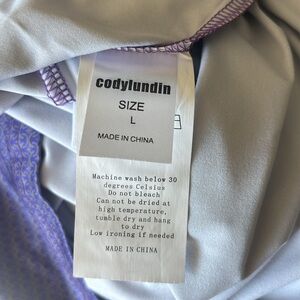 codylundin
SIZE
L
MADE IN CHINA
Machine wash below 30
degrees Celsius
Do not bleach
Can not be dried at
high temperature,
tumble dry and hang
to dry
Low ironing if needed
MADE IN CHINA